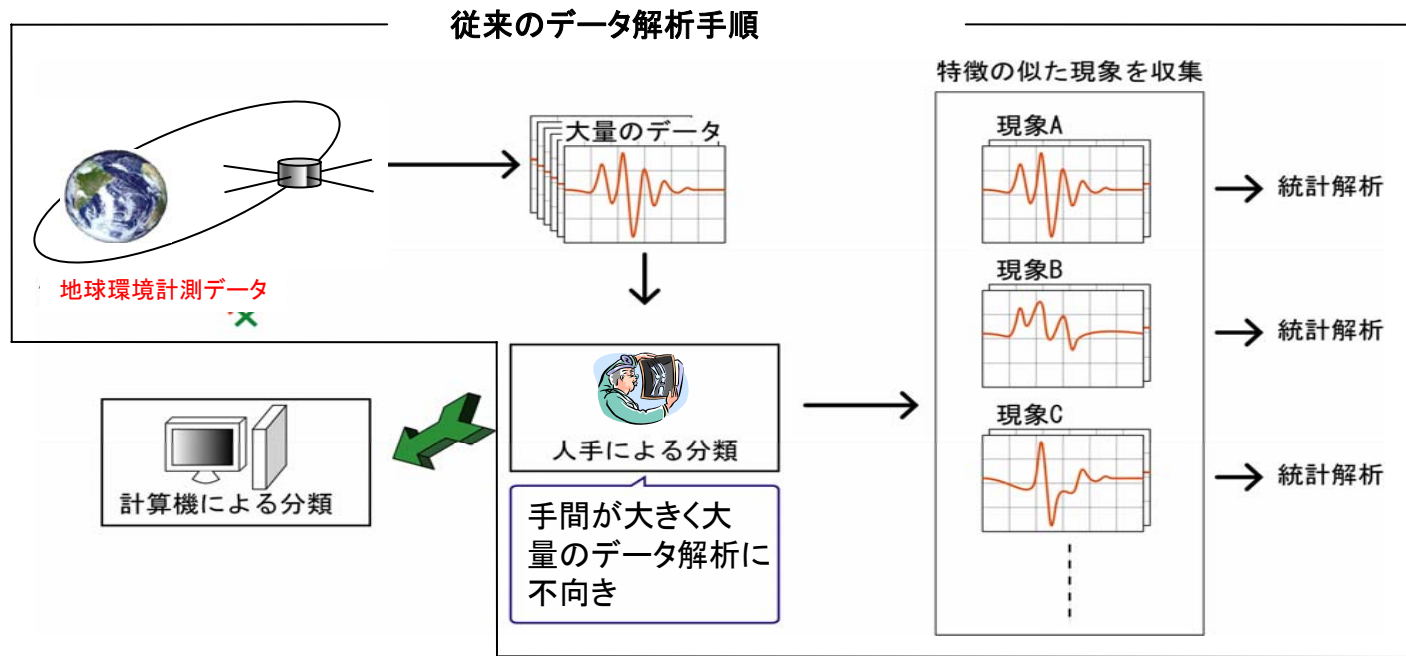 従来のデータ解析手順
特徴の似た現象を収集
大量のデータ
現象A
統計解析
地球環境計測データ
現象B
統計解析
人手による分類
計算機による分類
現象C
統計解析
手間が大きく大
量のデータ解析に
不向き